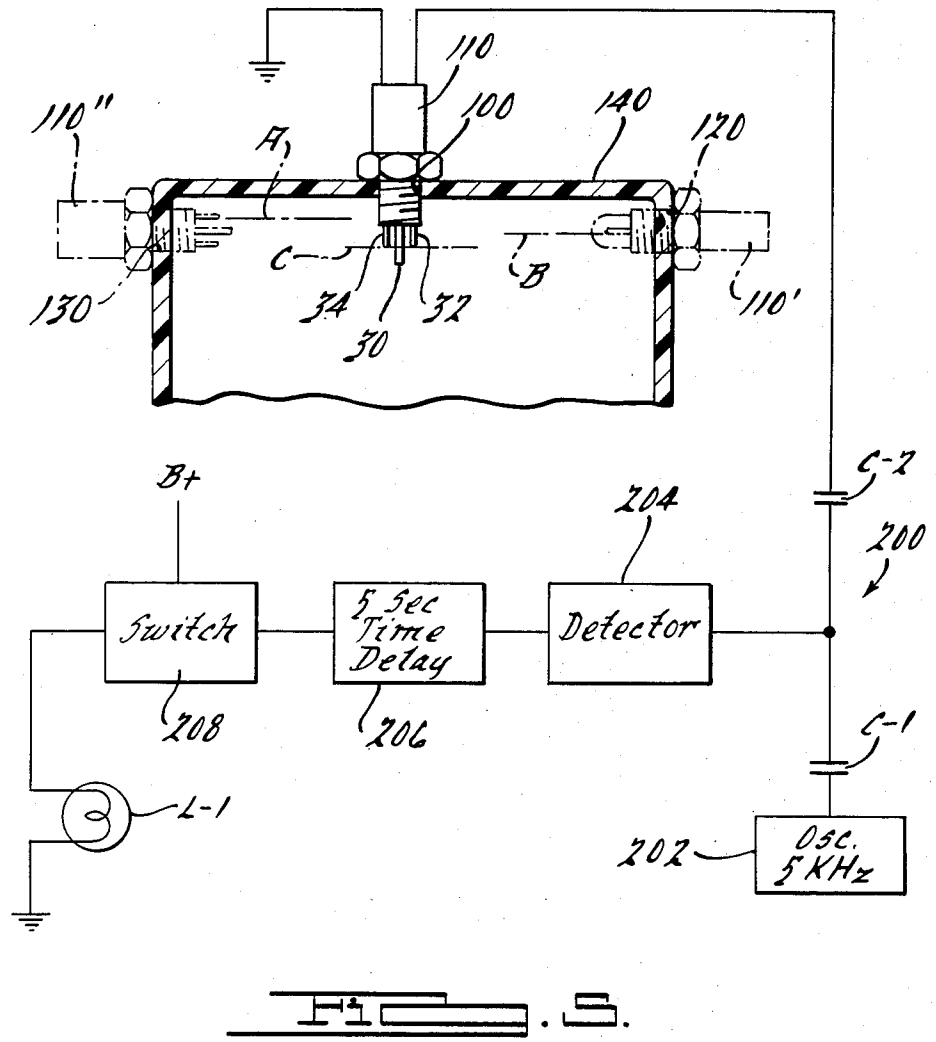 110"
A
110
100
140
120
C
B
130
34
30
32
110'
B+
C-2
204
200
Switch
5 Sec
Time
Delay
Detector
208
206
C-1
L-1
202
Osc.
5 KHz
Fig. 5.